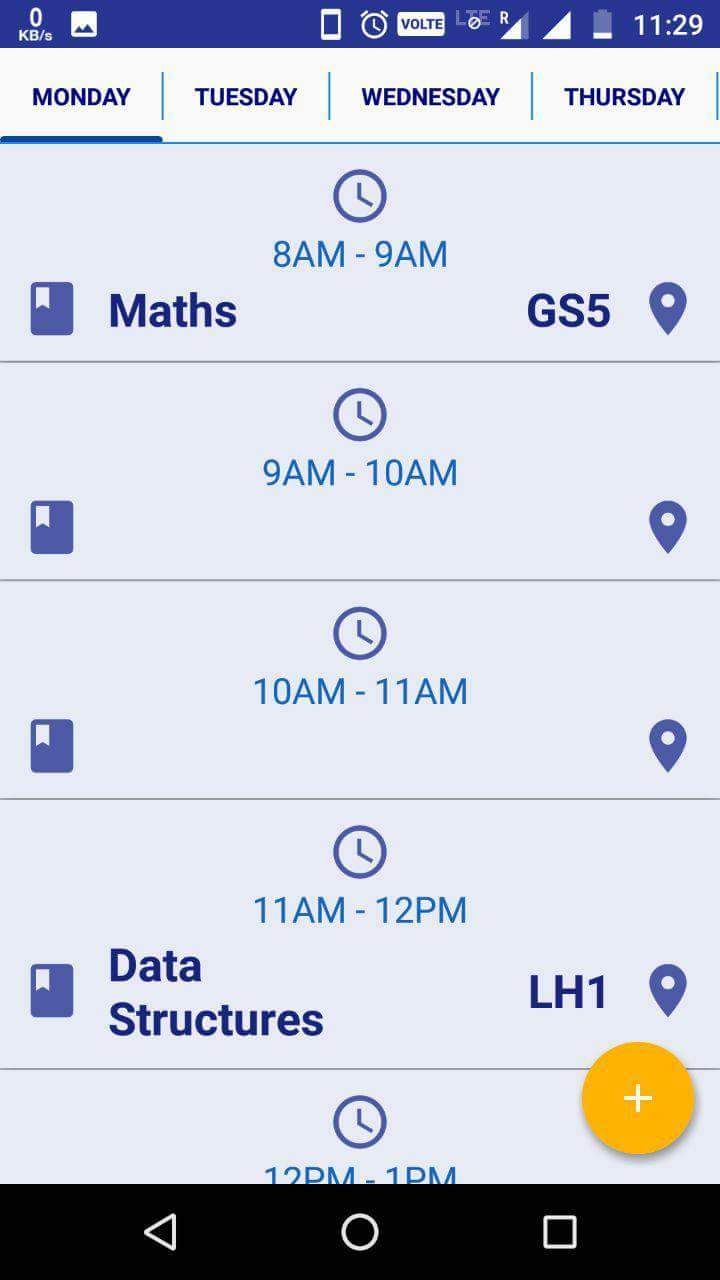 0
KB/s
VOLTE
LTE
R
11:29
MONDAY
TUESDAY
WEDNESDAY
THURSDAY
8AM - 9AM
Maths
GS5
9AM - 10AM
10AM - 11AM
11AM - 12PM
Data
Structures
LH1
12PM - 1PM